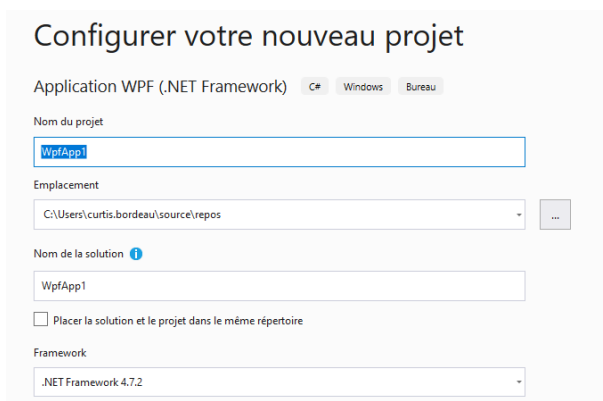 Configurer votre nouveau projet
Application WPF (.NET Framework) C# Windows Bureau
Nom du projet
WpfApp1
Emplacement
C:\Users\curtis.bordeau\source\repos
...
Nom de la solution i
WpfApp1
Placer la solution et le projet dans le même répertoire
Framework
.NET Framework 4.7.2